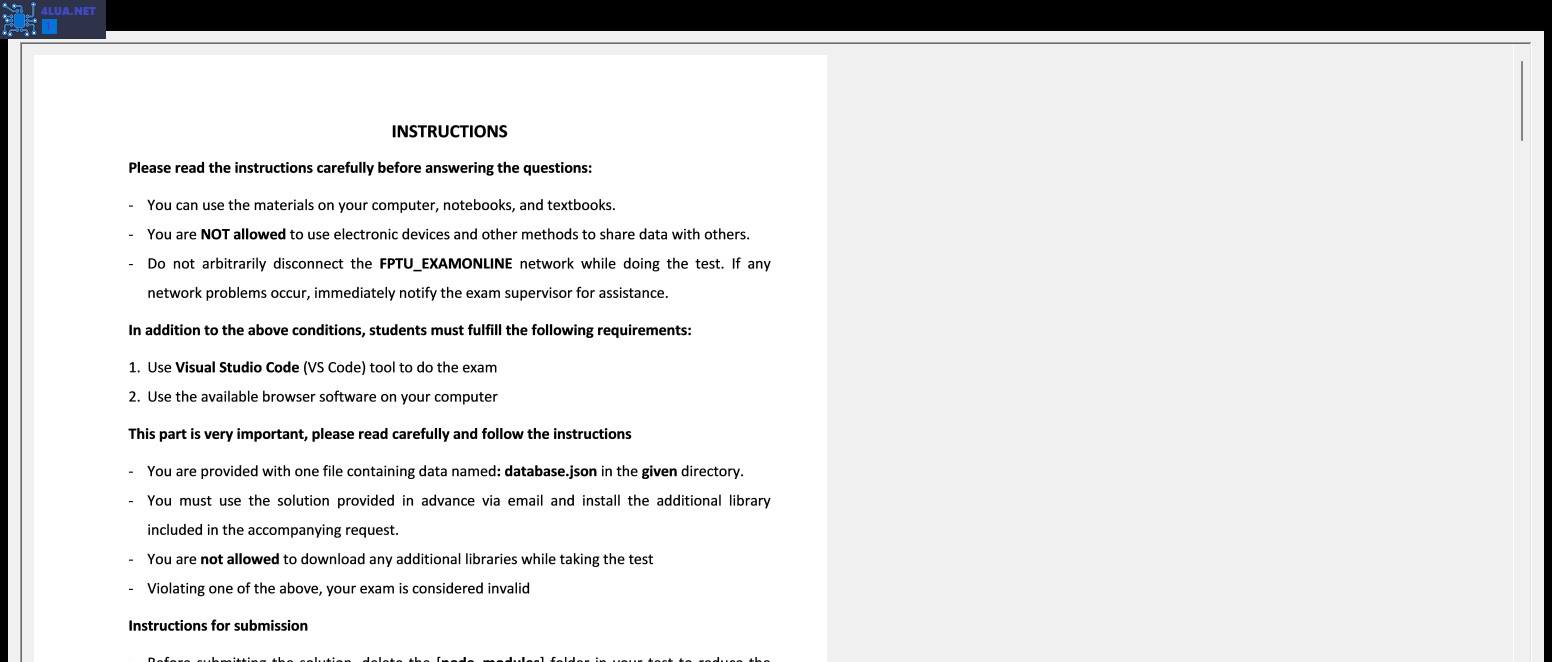 4LUA.NET
INSTRUCTIONS
Please read the instructions carefully before answering the questions:
- You can use the materials on your computer, notebooks, and textbooks.
- You are NOT allowed to use electronic devices and other methods to share data with others.
- Do not arbitrarily disconnect the FPTU_EXAMONLINE network while doing the test. If any
network problems occur, immediately notify the exam supervisor for assistance.
In addition to the above conditions, students must fulfill the following requirements:
1. Use Visual Studio Code (VS Code) tool to do the exam
2. Use the available browser software on your computer
This part is very important, please read carefully and follow the instructions
- You are provided with one file containing data named: database.json in the given directory.
- You must use the solution provided in advance via email and install the additional library
included in the accompanying request.
- You are not allowed to download any additional libraries while taking the test
- Violating one of the above, your exam is considered invalid
Instructions for submission
Before submitting the solution, delete the [node_modules] folder in your test to reduce the